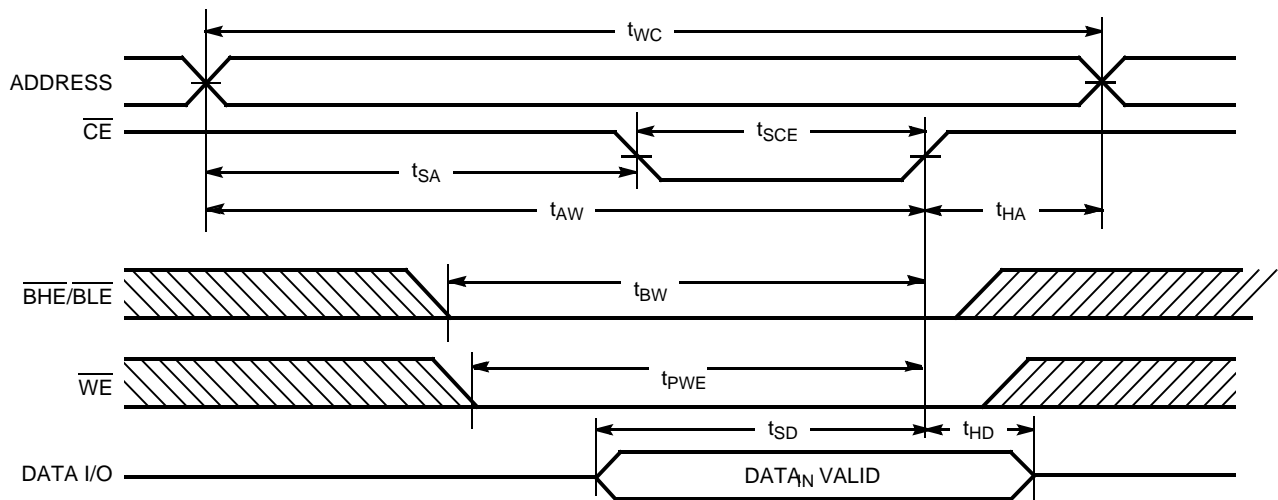 tWC
ADDRESS
CE
tSCE
tSA
tAW
tHA
BHE/BLE
tBW
WE
tPWE
tSD
tHD
DATA I/O
DATAIN VALID